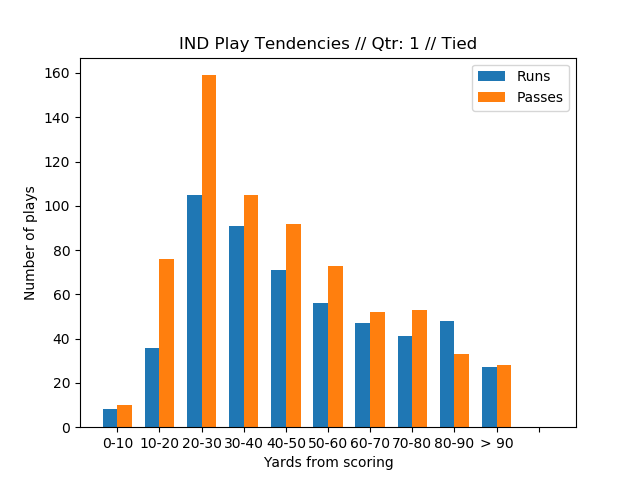 IND Play Tendencies // Qtr: 1 // Tied
Runs
Passes
160
140
120
100
80
60
40
20
0
Number of plays
0-10 10-20 20-30 30-40 40-50 50-60 60-70 70-80 80-90 > 90
Yards from scoring